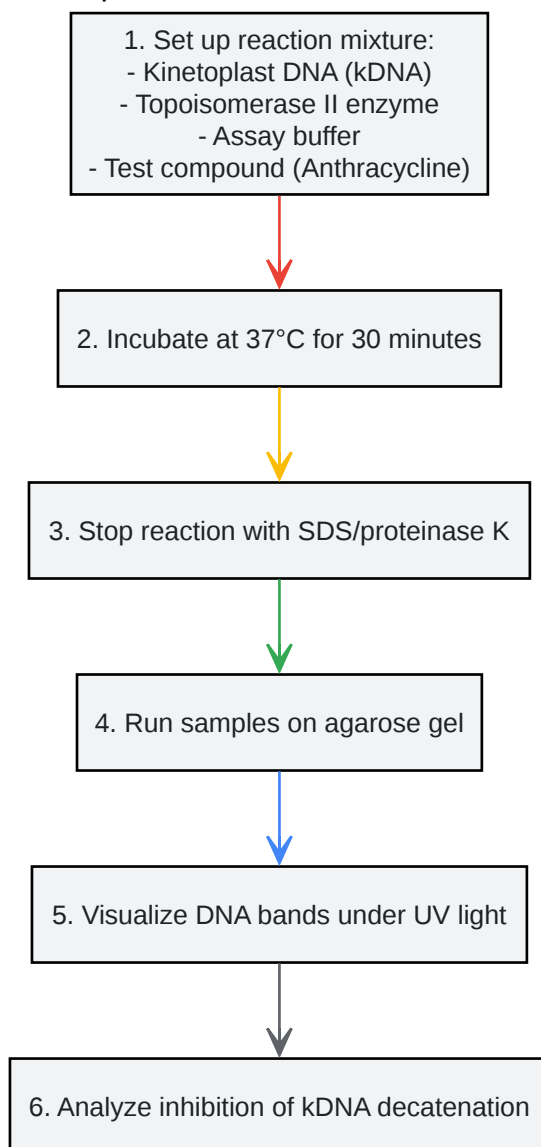 1. Set up reaction mixture:
- Kinetoplast DNA (kDNA)
- Topoisomerase II enzyme
- Assay buffer
- Test compound (Anthracycline)
2. Incubate at 37°C for 30 minutes
3. Stop reaction with SDS/proteinase K
4. Run samples on agarose gel
5. Visualize DNA bands under UV light
6. Analyze inhibition of kDNA decatenation